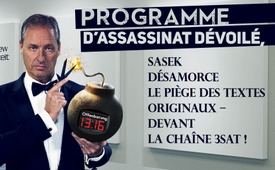 PROGRAMME
D'ASSASSINAT DÉVOILÉ,
SASEK
DÉSAMORCE
LE PIÈGE DES TEXTES
ORIGINAUX –
DEVANT
LA CHAÎNE 3SAT !
Offenbarung
13:16